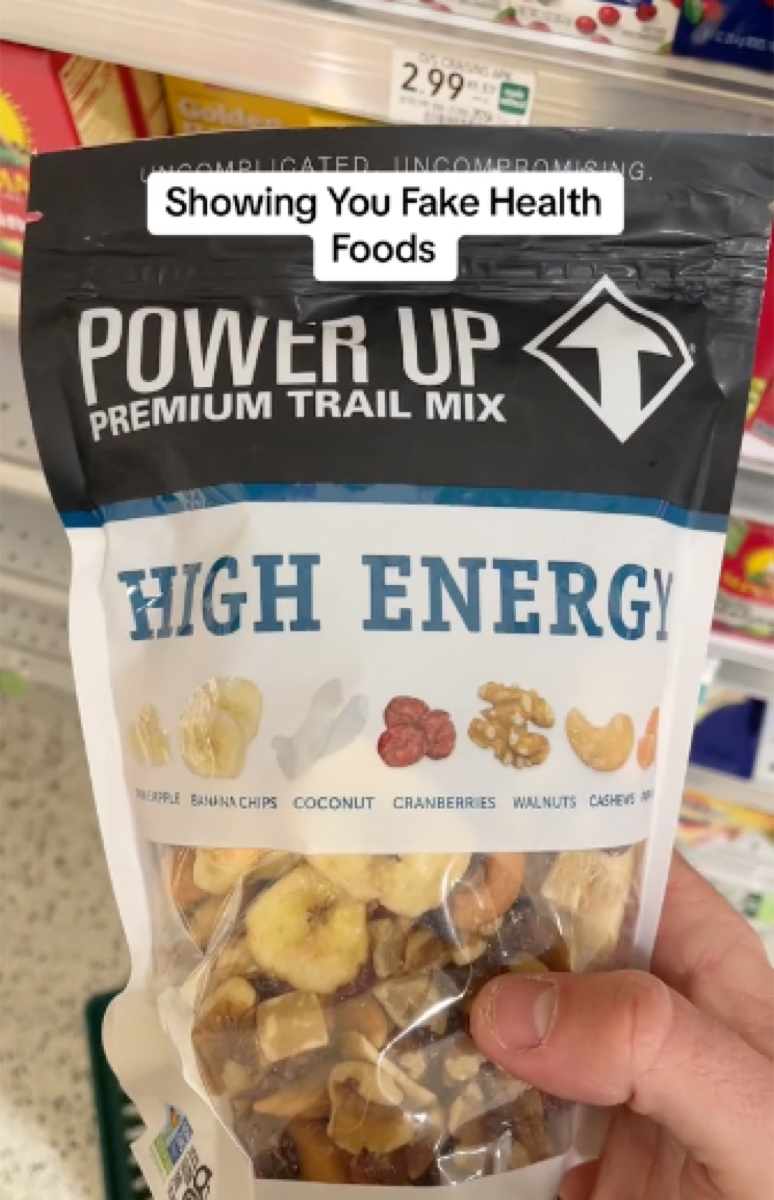 2.99
Golden
UNCOMPLICATED. UNCOMPROMISING.
Showing You Fake Health
Foods
POWER UP
PREMIUM TRAIL MIX
HIGH ENERGY
BANANA CHIPS COCONUT CRANBERRIES WALNUTS CASHEWS